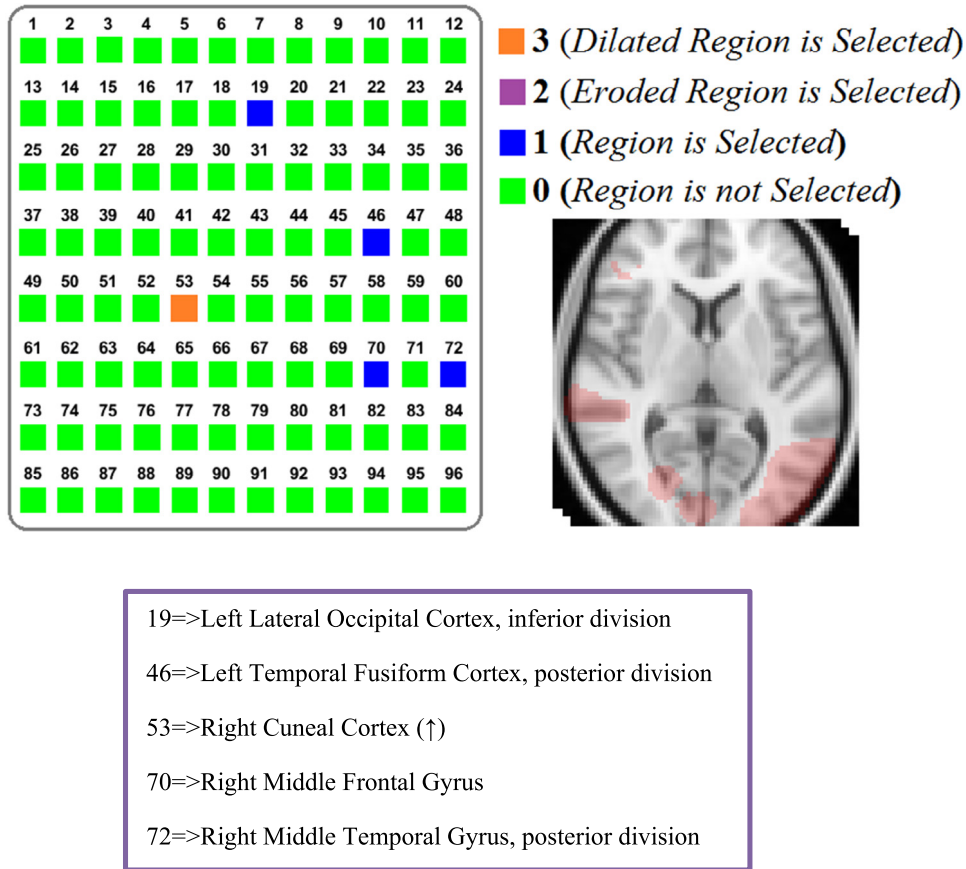 1 2 3 4 5 6 7 8 9 10 11 12
3 (Dilated Region is Selected)
13 14 15 16 17 18 19 20 21 22 23 24
2 (Eroded Region is Selected)
1 (Region is Selected)
25 26 27 28 29 30 31 32 33 34 35 36
0 (Region is not Selected)
37 38 39 40 41 42 43 44 45 46 47 48
49 50 51 52 53 54 55 56 57 58 59 60
61 62 63 64 65 66 67 68 69 70 71 72
73 74 75 76 77 78 79 80 81 82 83 84
85 86 87 88 89 90 91 92 93 94 95 96
19=>Left Lateral Occipital Cortex, inferior division
46=>Left Temporal Fusiform Cortex, posterior division
53=>Right Cuneal Cortex (↑)
70=>Right Middle Frontal Gyrus
72=>Right Middle Temporal Gyrus, posterior division